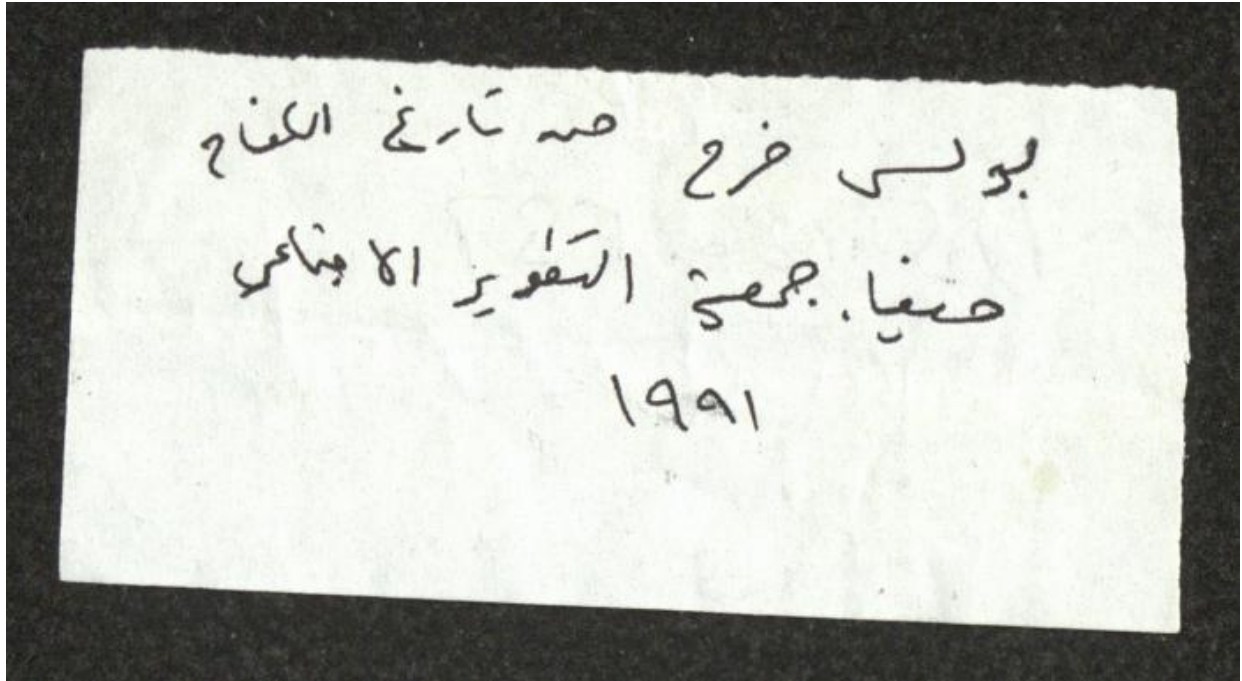 بولس فرح من تاريخ الكفاح
حيفا. جمعية التطوير الاجتماعي
١٩٩١